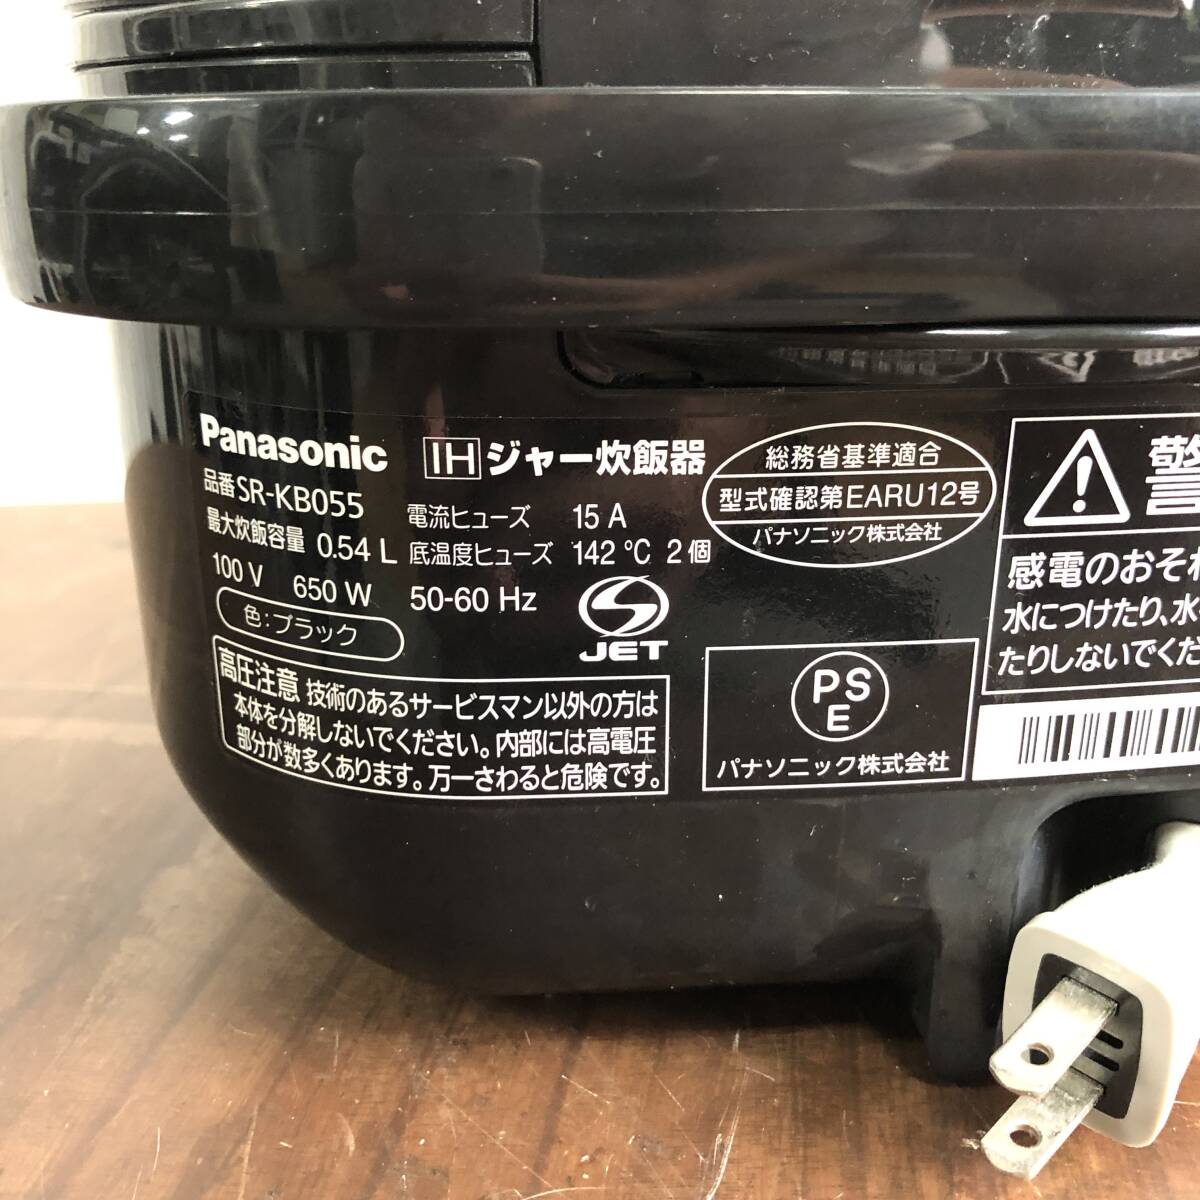 Panasonic
IH ジャー炊飯器
品番 SR-KB055
最大炊飯容量 0.54 L
100 V 650 W 50-60 Hz
電流ヒューズ 15 A
底温度ヒューズ 142 ℃ 2個
色:ブラック
JET
高圧注意 技術のあるサービスマン以外の方は
本体を分解しないでください。内部には高電圧
部分が数多くあります。万一さわると危険です。
総務省基準適合
型式確認第EARU12号
パナソニック株式会社
PS
E
パナソニック株式会社
警
感電のおそれ
水につけたり、水
たりしないでくだ